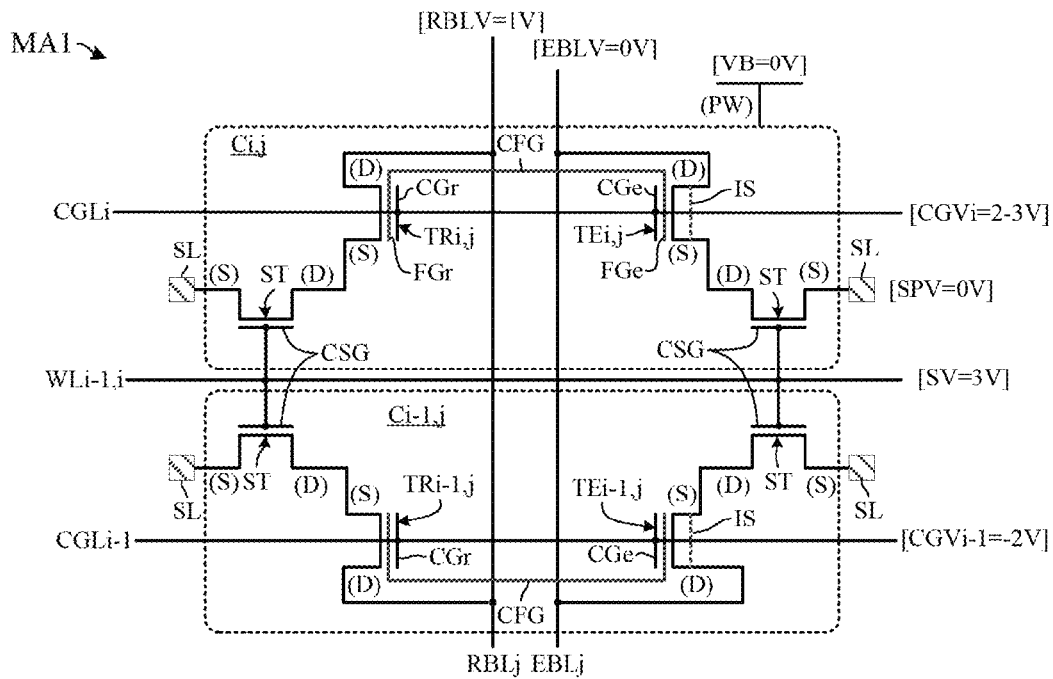 [RBLV=1V]
MA1
[EBLV=0V]
[VB=0V]
(PW)
Ci,j
CFG
(D)
(D)
CGr
CGe
IS
CGLi
[CGVi=2-3V]
TRi,j
TEi,j
(S)
(S)
FGr
FGe
SL
SL
(S)
ST
(D)
(D)
ST
(S)
[SPV=0V]
CSG
CSG
WLi-1,i
[SV=3V]
Ci-1,j
(S)
ST
(D)
(S)
TRi-1,j
TEi-1,j
(S)
(D)
ST
(S)
SL
SL
IS
CGLi-1
[CGVi-1=-2V]
CGr
CGe
(D)
(D)
CFG
RBLj
EBLj